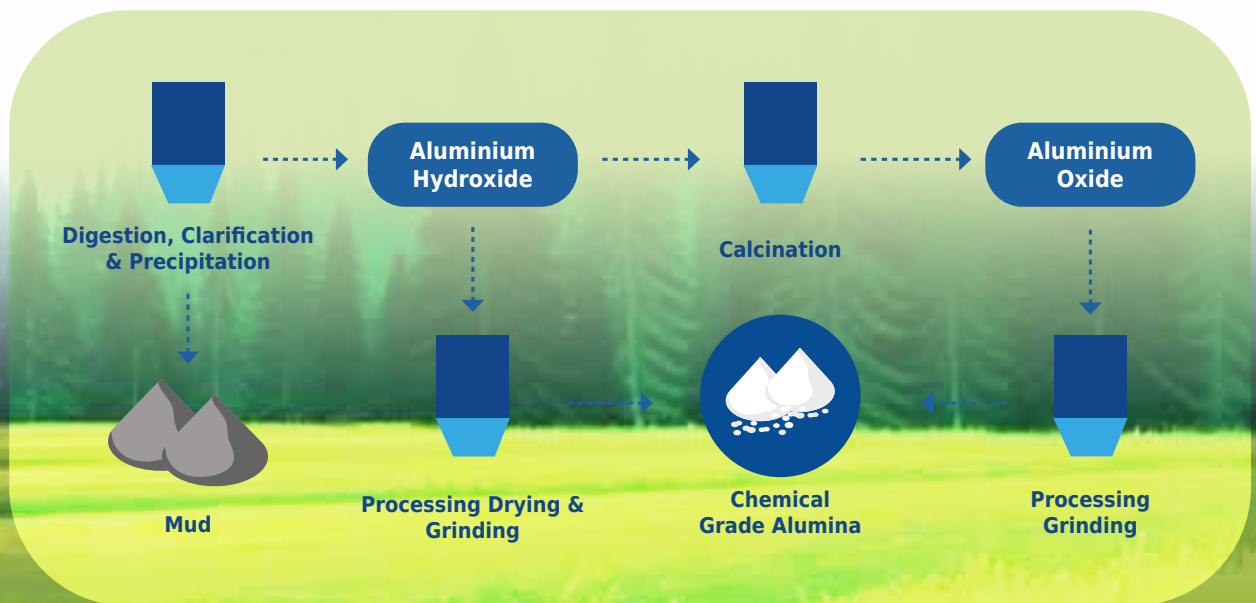 Aluminium
Hydroxide
Aluminium
Oxide
Digestion, Clarification
& Precipitation
Calcination
Mud
Processing Drying &
Grinding
Chemical
Grade Alumina
Processing
Grinding